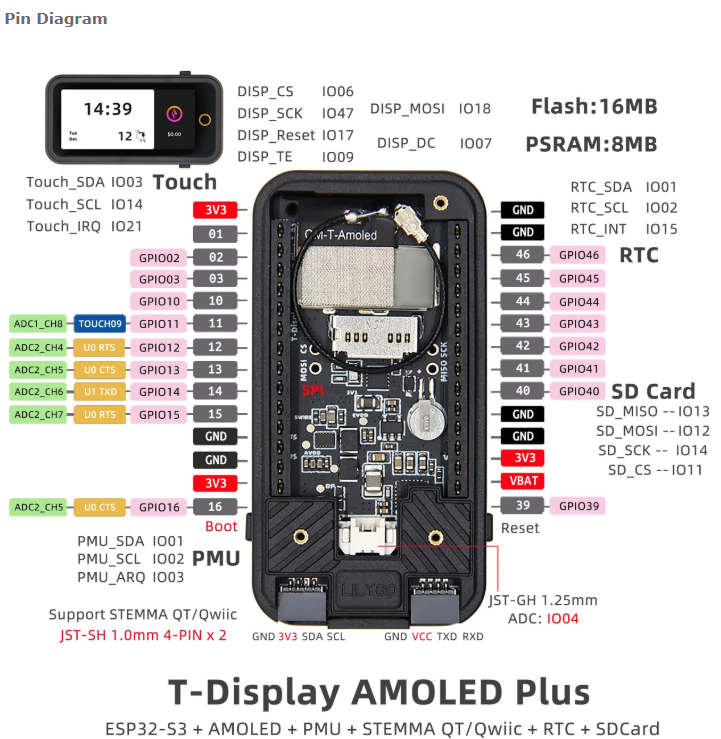 Pin Diagram
DISP_CS IO06
DISP_SCK IO47
DISP_MOSI IO18
Flash:16MB
DISP_Reset IO17
DISP_DC IO07
PSRAM:8MB
DISP_TE IO09
14:39
Tue
Dec
12
$0.00
Touch_SDA IO03 Touch
Touch_SCL IO14
Touch_IRQ IO21
RTC_SDA IO01
RTC_SCL IO02
RTC_INT IO15
RTC
3V3
01
GPIO02 02
GPIO03 03
GPIO10 10
ADC1_CH8 TOUCH09 GPIO11 11
ADC2_CH4 U0 RTS GPIO12 12
ADC2_CH5 U0 CTS GPIO13 13
ADC2_CH6 U1 TXD GPIO14 14
ADC2_CH7 U0 RTS GPIO15 15
GND
GND
3V3
ADC2_CH5 U0 CTS GPIO16 16
Boot
GND
GND
46 GPIO46
45 GPIO45
44 GPIO44
43 GPIO43
42 GPIO42
41 GPIO41
40 GPIO40
GND
GND
3V3
VBAT
39 GPIO39
Reset
T-Amoled
T-Display
MOSI CS
MISO SCK
SPI
SD Card
SD_MISO -- IO13
SD_MOSI -- IO12
SD_SCK -- IO14
SD_CS -- IO11
PMU_SDA IO01
PMU_SCL IO02 PMU
PMU_ARQ IO03
LILYGO
JST-GH 1.25mm
ADC: IO04
Support STEMMA QT/Qwiic
JST-SH 1.0mm 4-PIN x 2
GND 3V3 SDA SCL
GND VCC TXD RXD
T-Display AMOLED Plus
ESP32-S3 + AMOLED + PMU + STEMMA QT/Qwiic + RTC + SDCard